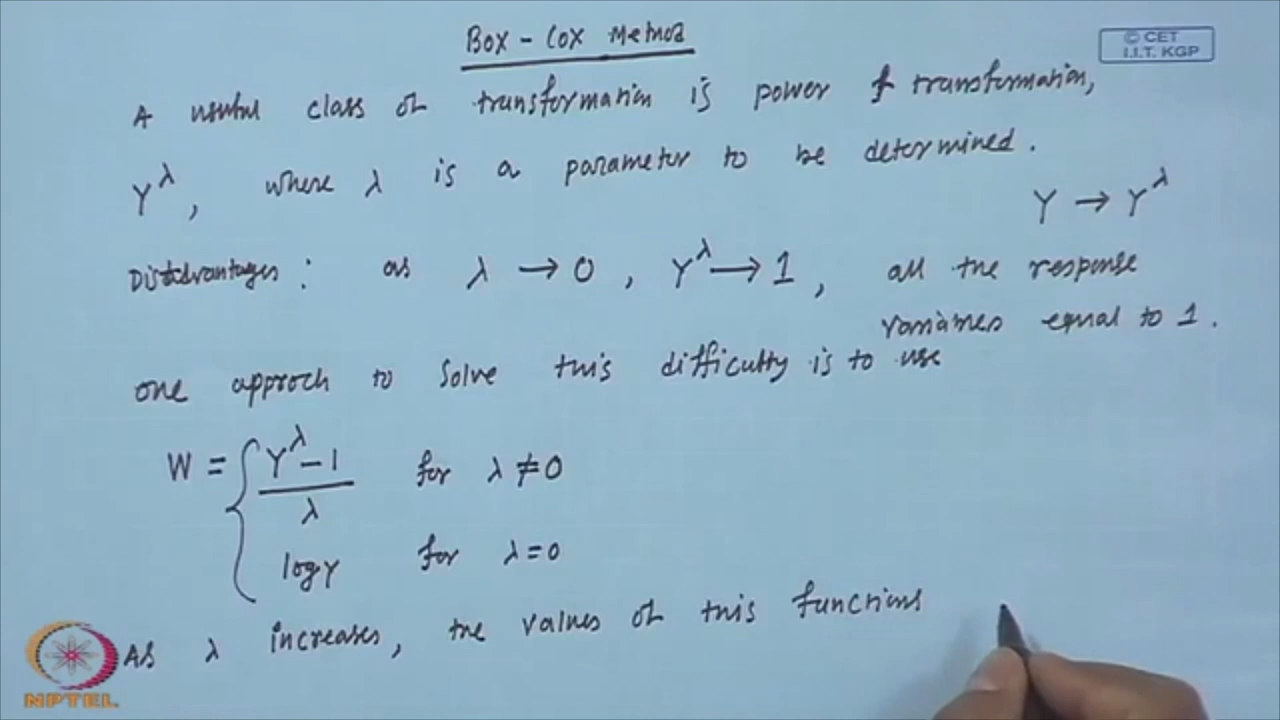 Box - Cox Method
© CET
I.I.T. KGP
A useful class of transformation is power transformation,
Y^λ, where λ is a parameter to be determined.
Y → Y^λ
Disadvantages: as λ → 0, Y^λ → 1, all the response
variables equal to 1.
one approch to solve this difficulty is to use
W = { (Y^λ - 1) / λ for λ ≠ 0
log Y for λ = 0
As λ increases, the values of this functions
NPTEL